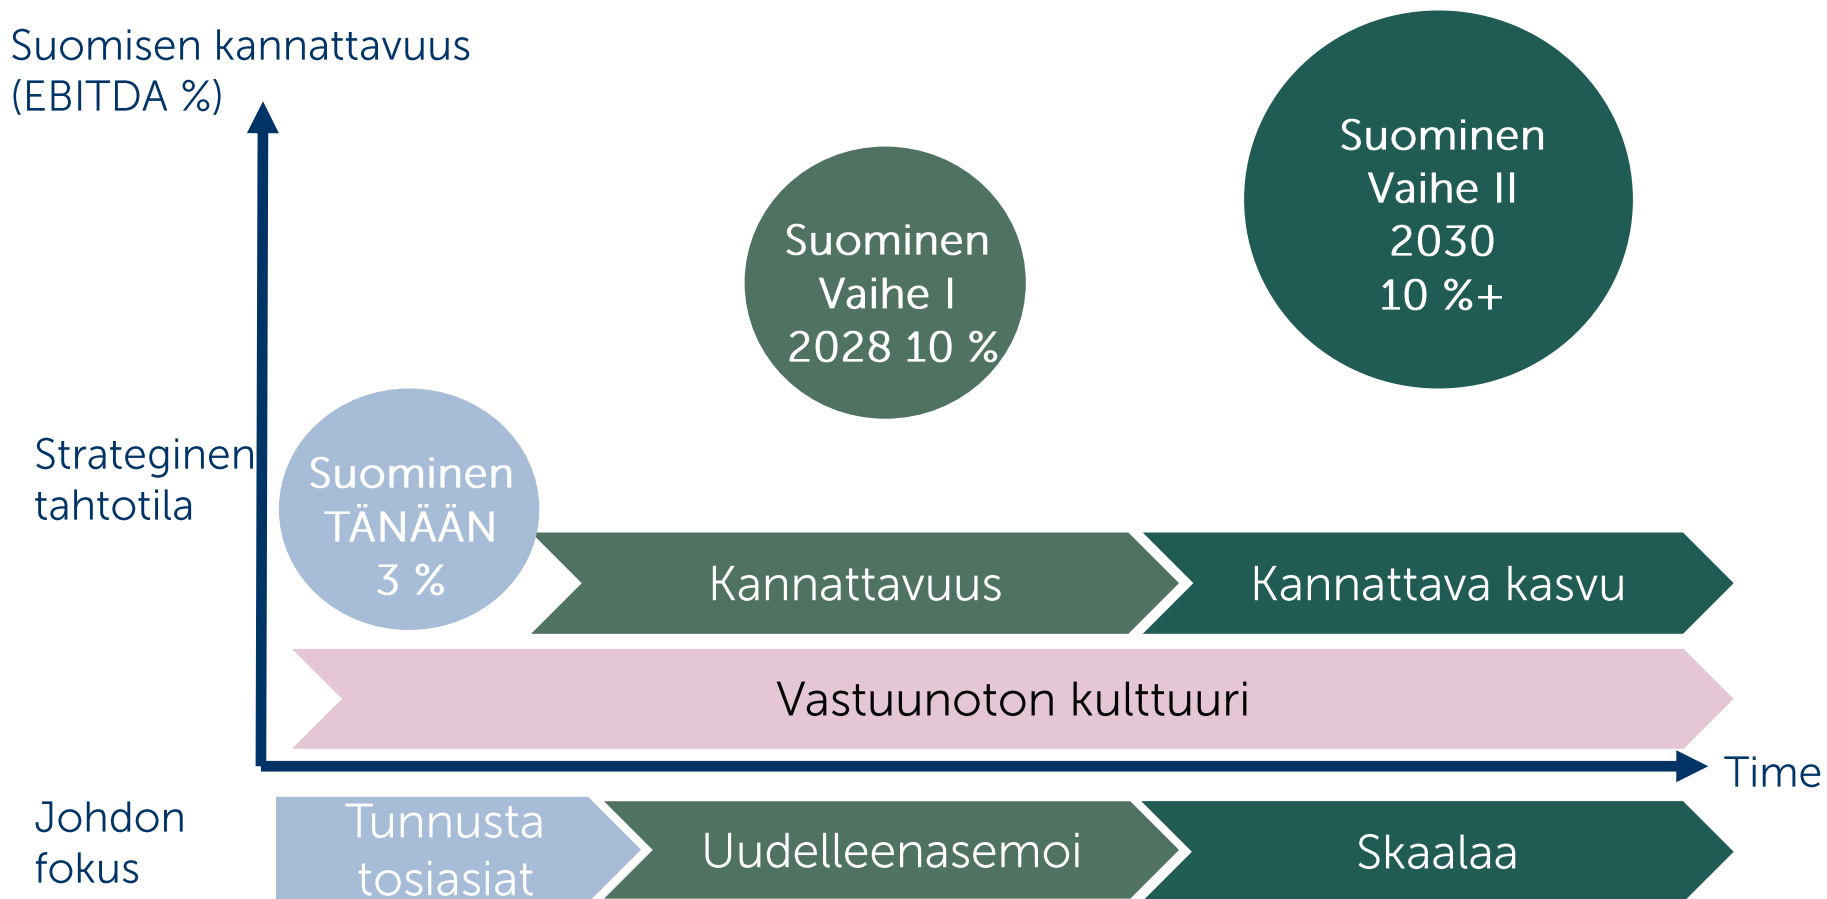 Suomisen kannattavuus
(EBITDA %)
Suominen
Vaihe II
2030
10 %+
Suominen
Vaihe I
2028 10 %
Strateginen
tahtotila
Suominen
TÄNÄÄN
3 %
Kannattavuus
Kannattava kasvu
Vastuunoton kulttuuri
Time
Johdon
fokus
Tunnusta
tosiasiat
Uudelleenasemoi
Skaalaa